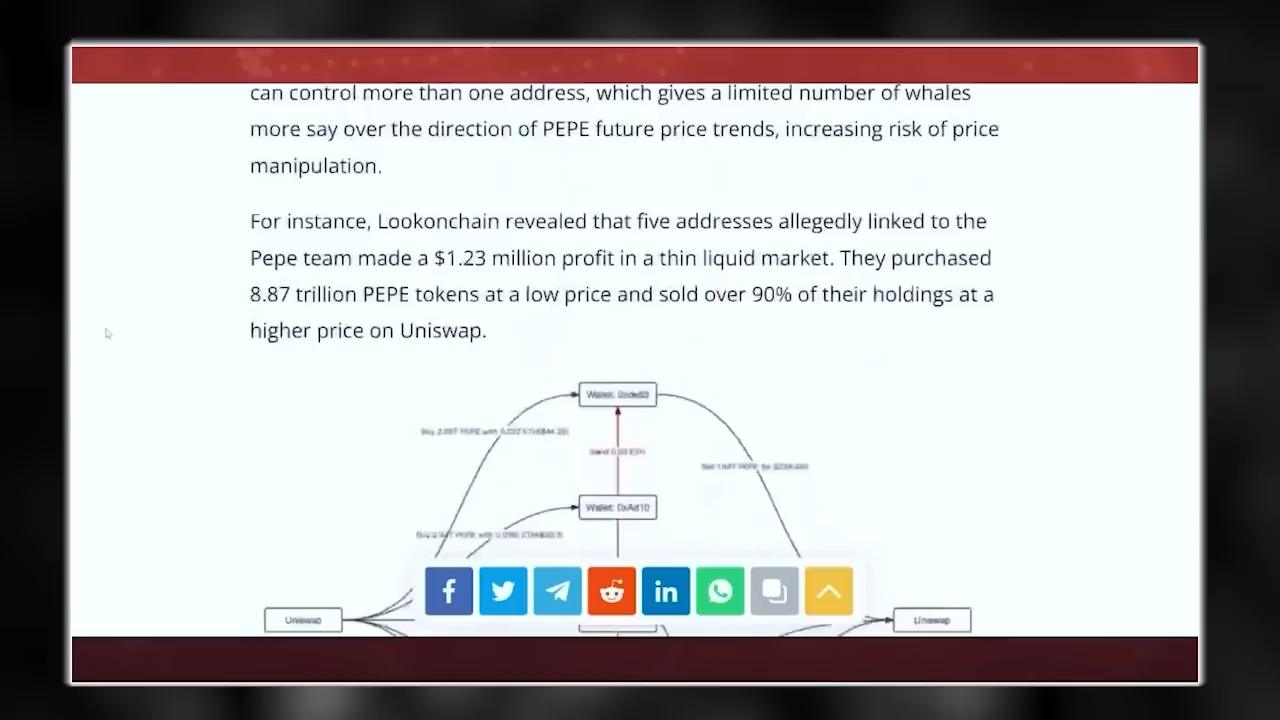 can control more than one address, which gives a limited number of whales
more say over the direction of PEPE future price trends, increasing risk of price
manipulation.
For instance, Lookonchain revealed that five addresses allegedly linked to the
Pepe team made a $1.23 million profit in a thin liquid market. They purchased
8.87 trillion PEPE tokens at a low price and sold over 90% of their holdings at a
higher price on Uniswap.
Wallet:
Wallet: 0xAd10
Uniswap
Uniswap